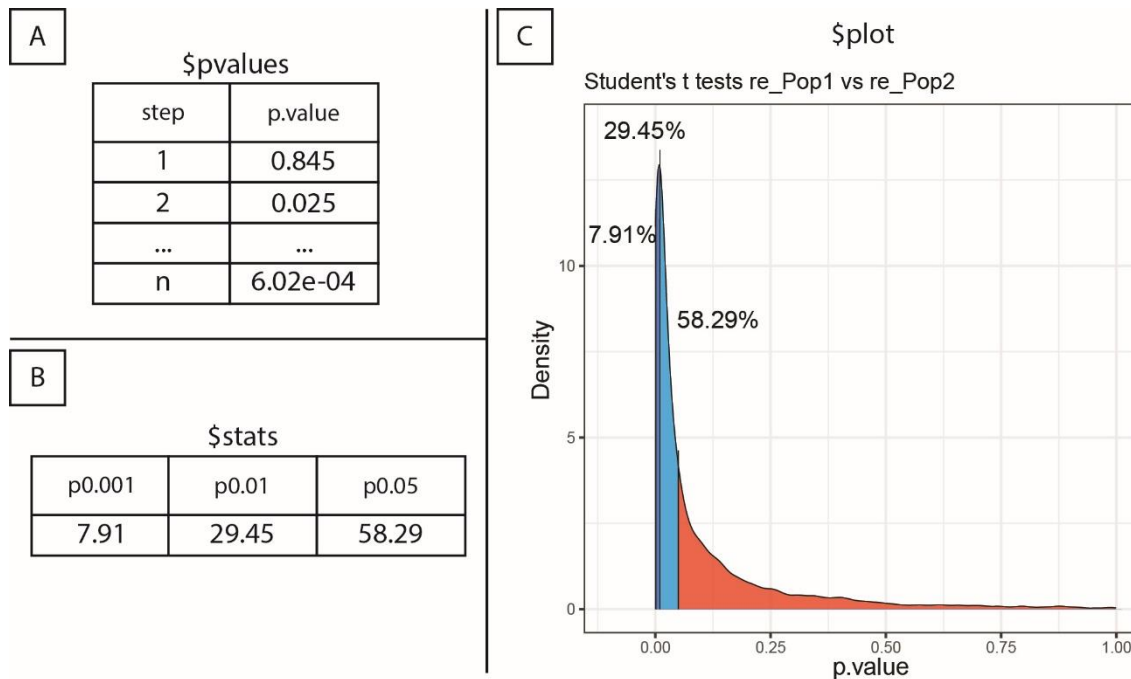 A
$pvalues
step p.value
1 0.845
2 0.025
... ...
n 6.02e-04
B
$stats
p0.001 p0.01 p0.05
7.91 29.45 58.29
C
$plot
Student's t tests re_Pop1 vs re_Pop2
29.45%
7.91%
10
58.29%
Density
5
0
0.00 0.25 0.50 0.75 1.00
p.value